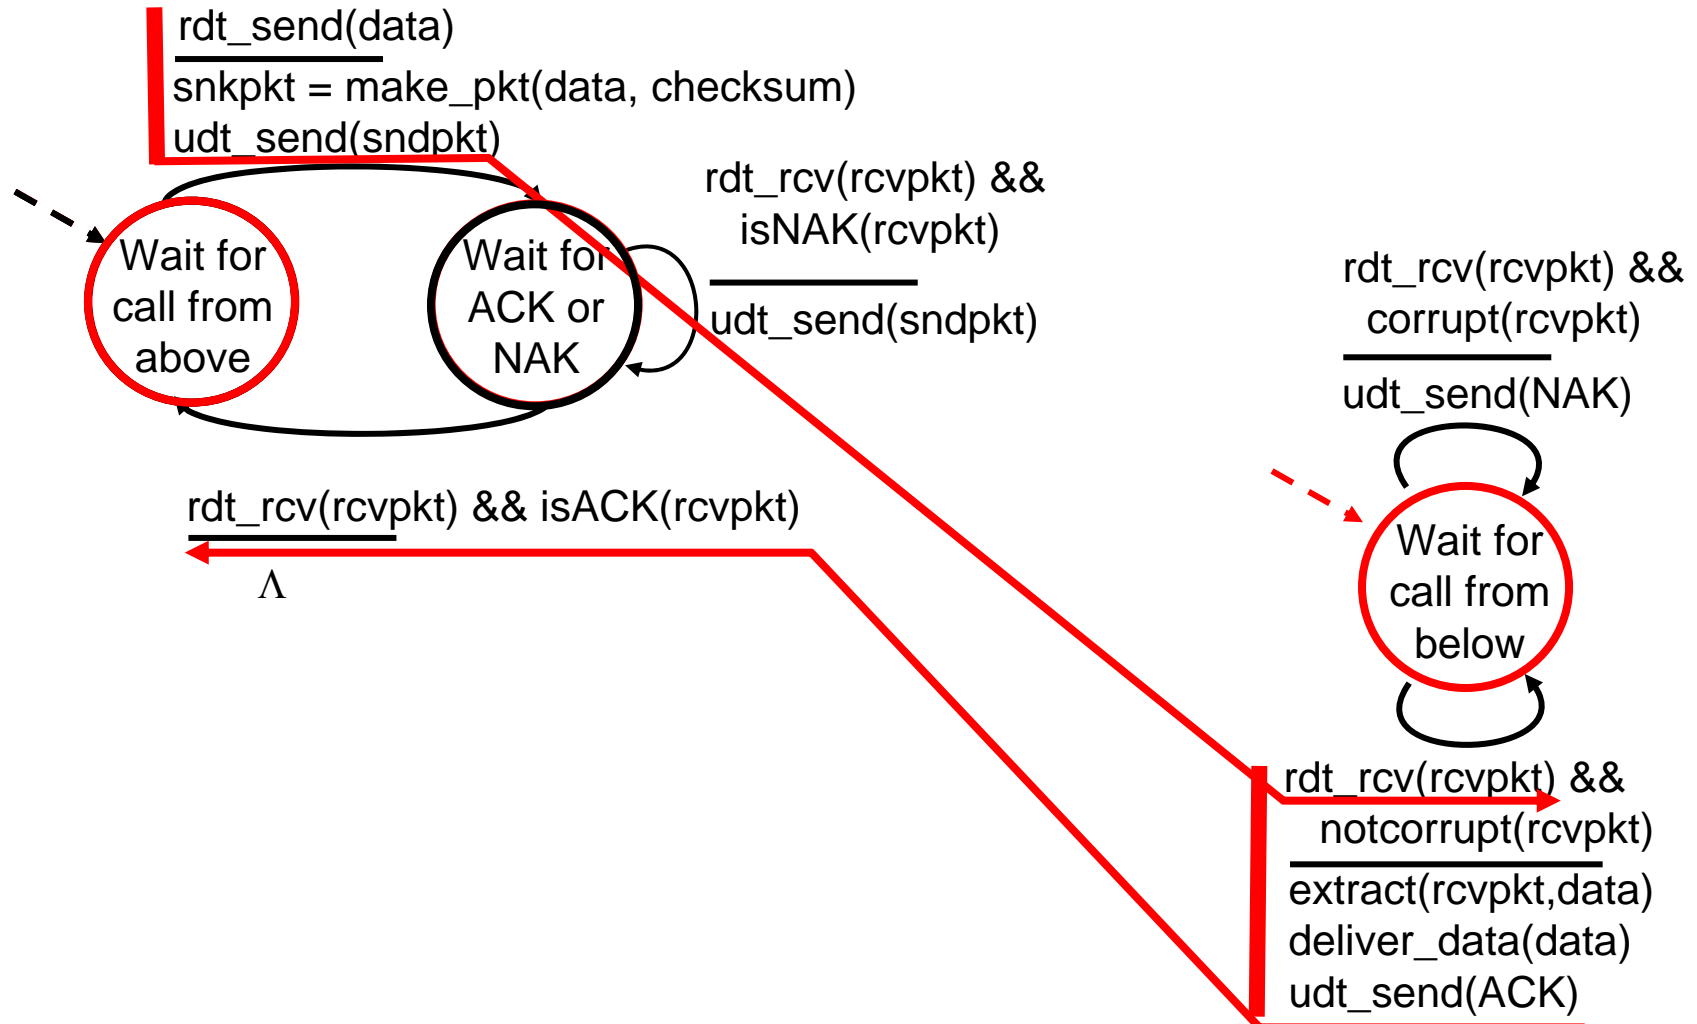 rdt_send(data)
snkpkt = make_pkt(data, checksum)
udt_send(sndpkt)
rdt_rcv(rcvpkt) &&
isNAK(rcvpkt)
udt_send(sndpkt)
Wait for
call from
above
Wait for
ACK or
NAK
rdt_rcv(rcvpkt) && isACK(rcvpkt)
Λ
rdt_rcv(rcvpkt) &&
corrupt(rcvpkt)
udt_send(NAK)
Wait for
call from
below
rdt_rcv(rcvpkt) &&
notcorrupt(rcvpkt)
extract(rcvpkt,data)
deliver_data(data)
udt_send(ACK)